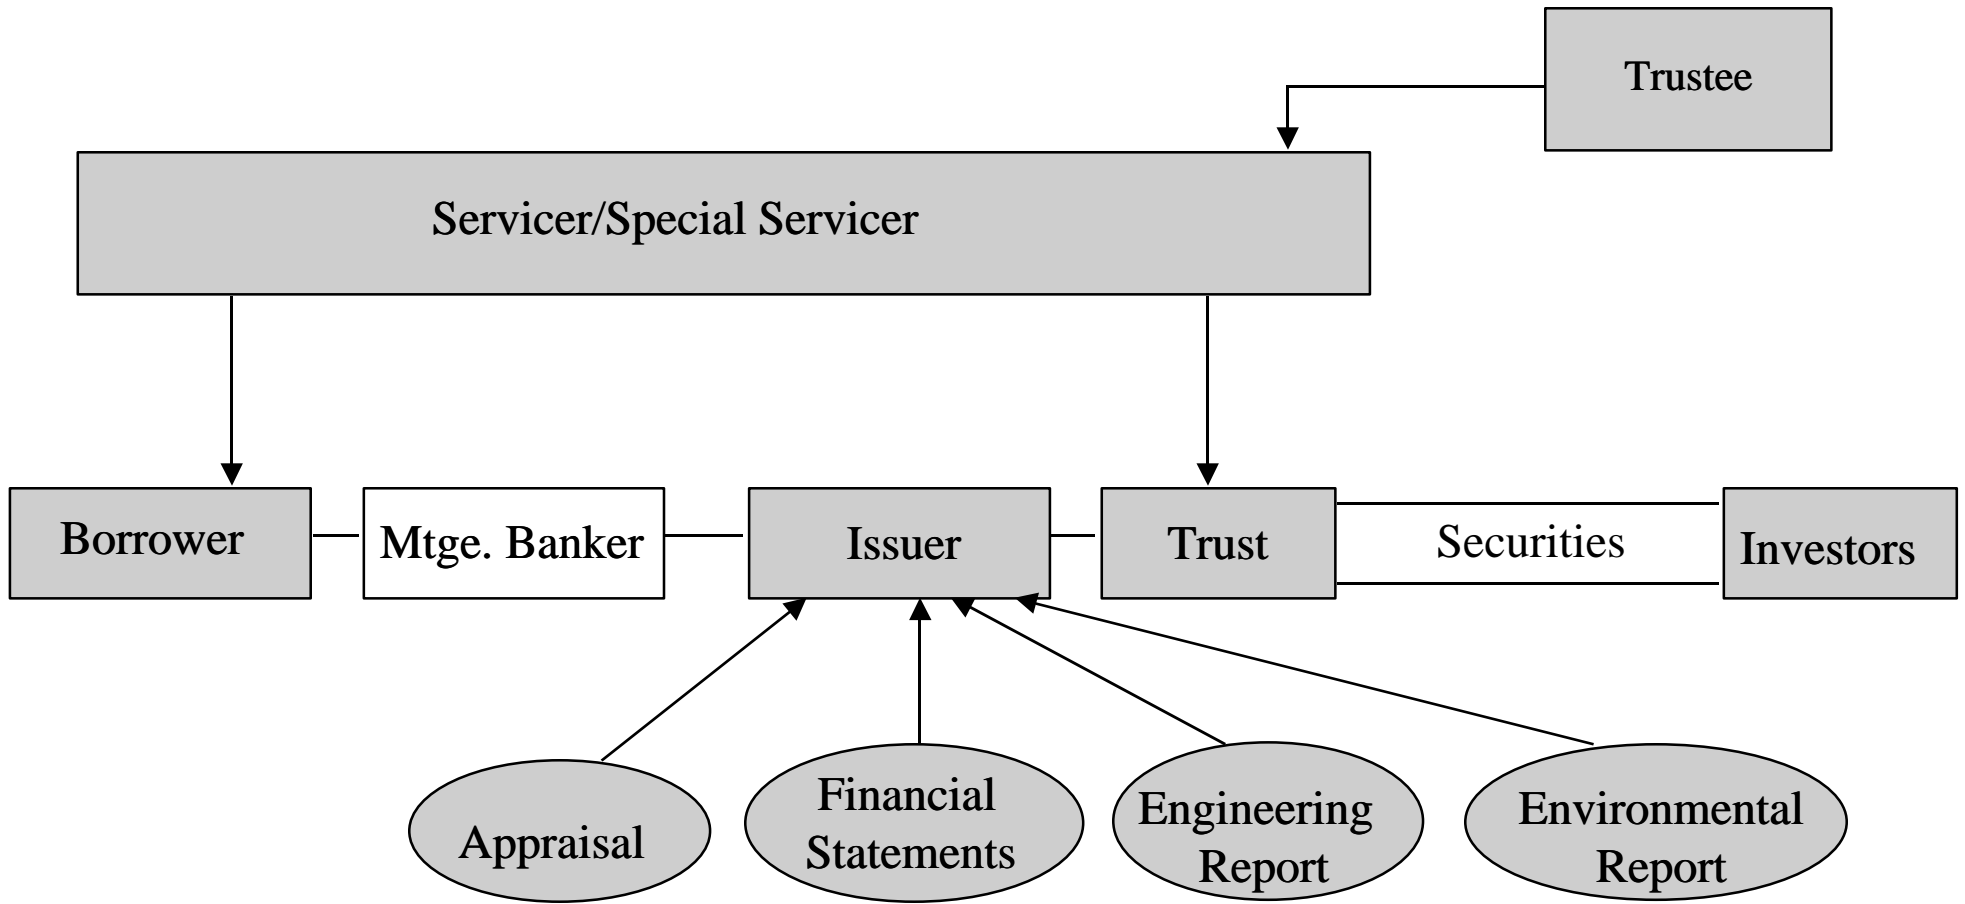 Trustee
Servicer/Special Servicer
Borrower
Mtge. Banker
Issuer
Trust
Securities
Investors
Appraisal
Financial
Statements
Engineering
Report
Environmental
Report